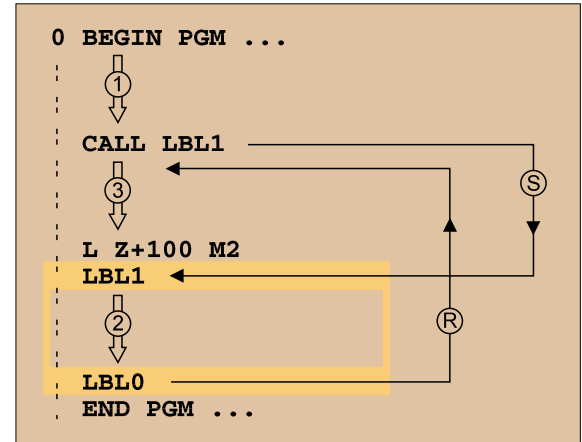 0 BEGIN PGM ...
1
CALL LBL1
S
3
L Z+100 M2
LBL1
2
R
LBL0
END PGM ...